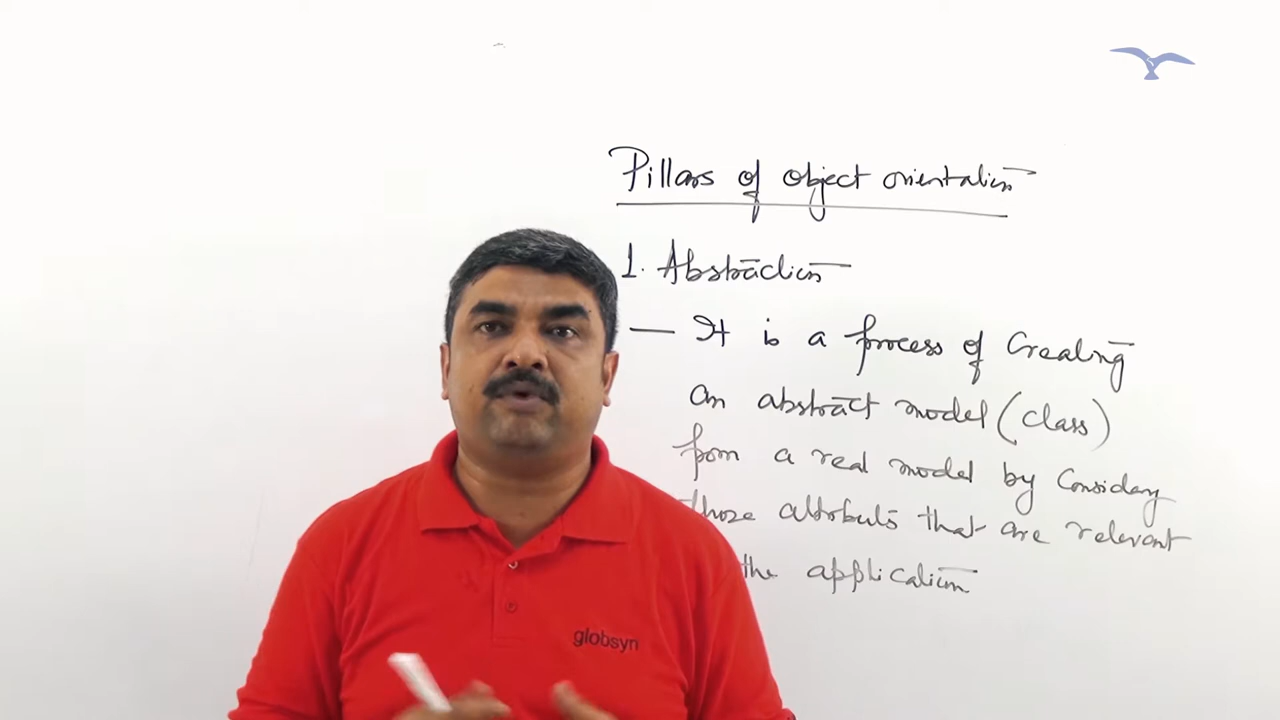 Pillars of object orientation
1. Abstraction
— It is a process of Creating
an abstract model (class)
from a real model by Considering
those attributes that are relevant
the application
globsyn